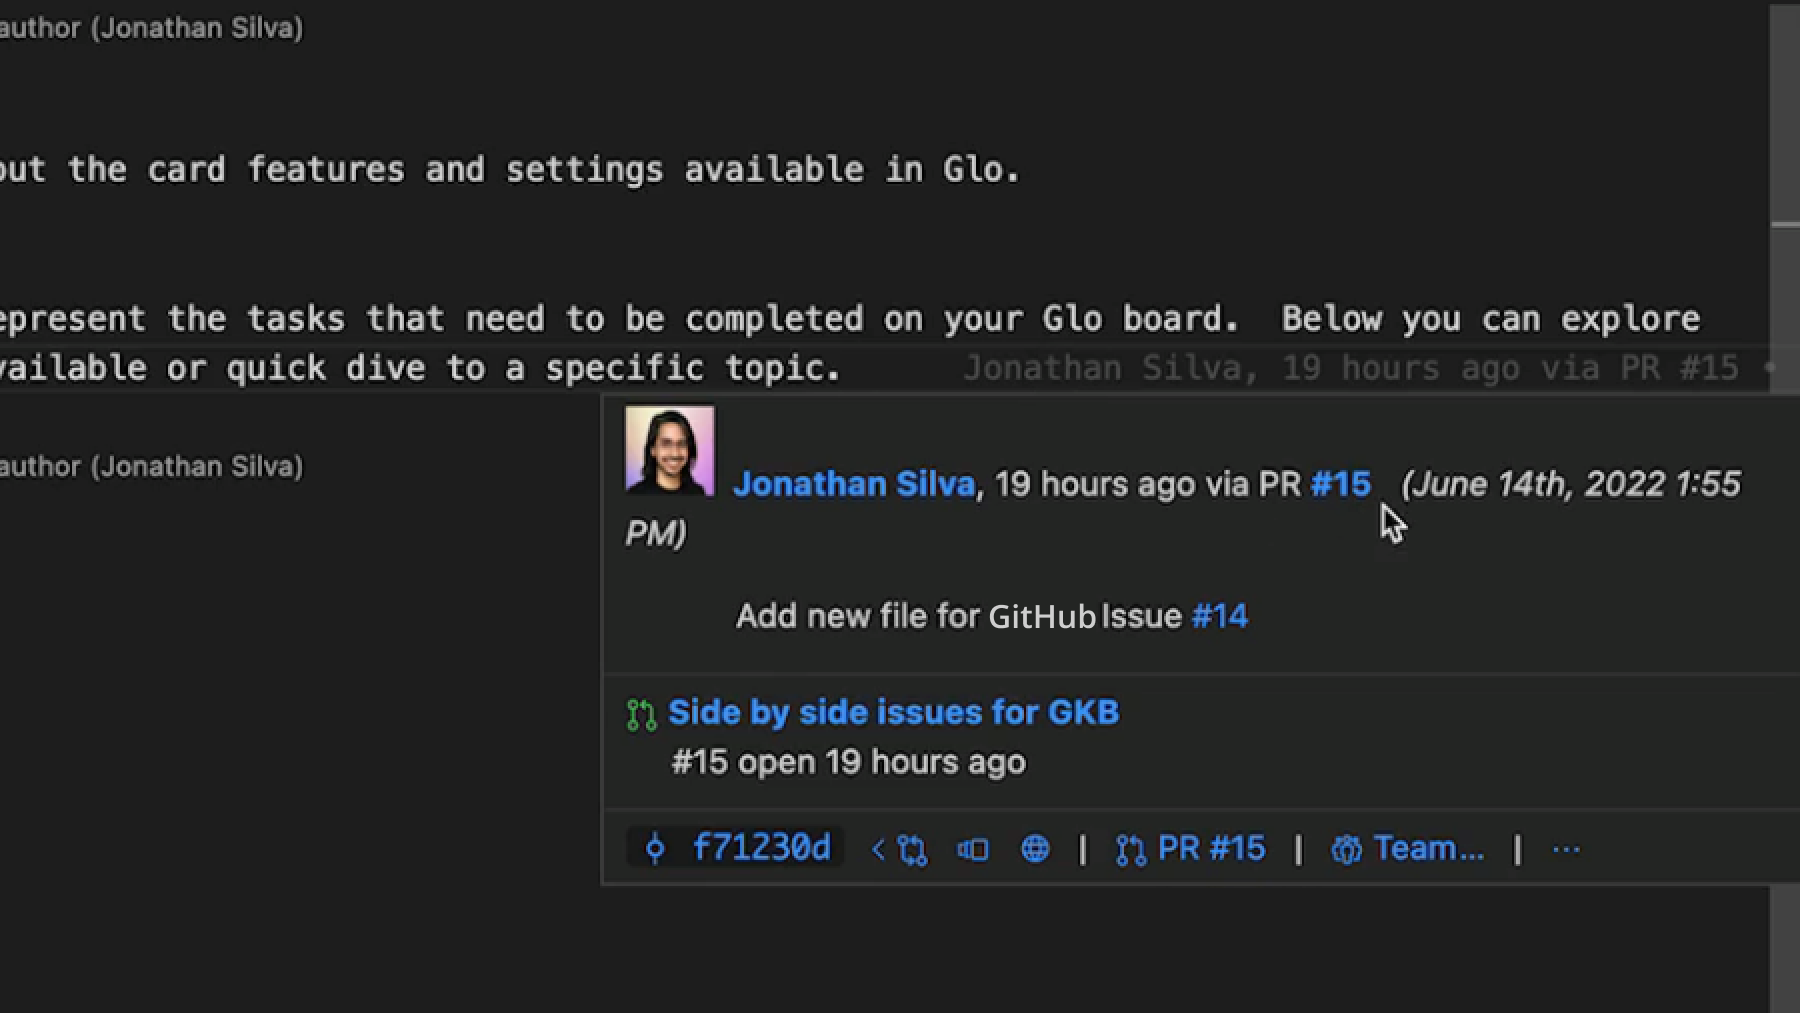 author (Jonathan Silva)
out the card features and settings available in Glo.
epresent the tasks that need to be completed on your Glo board.  Below you can explore
vailable or quick dive to a specific topic.
Jonathan Silva, 19 hours ago via PR #15 •
author (Jonathan Silva)
Jonathan Silva, 19 hours ago via PR #15 (June 14th, 2022 1:55
PM)
Add new file for GitHub Issue #14
Side by side issues for GKB
#15 open 19 hours ago
f71230d | PR #15 | Team... | ...